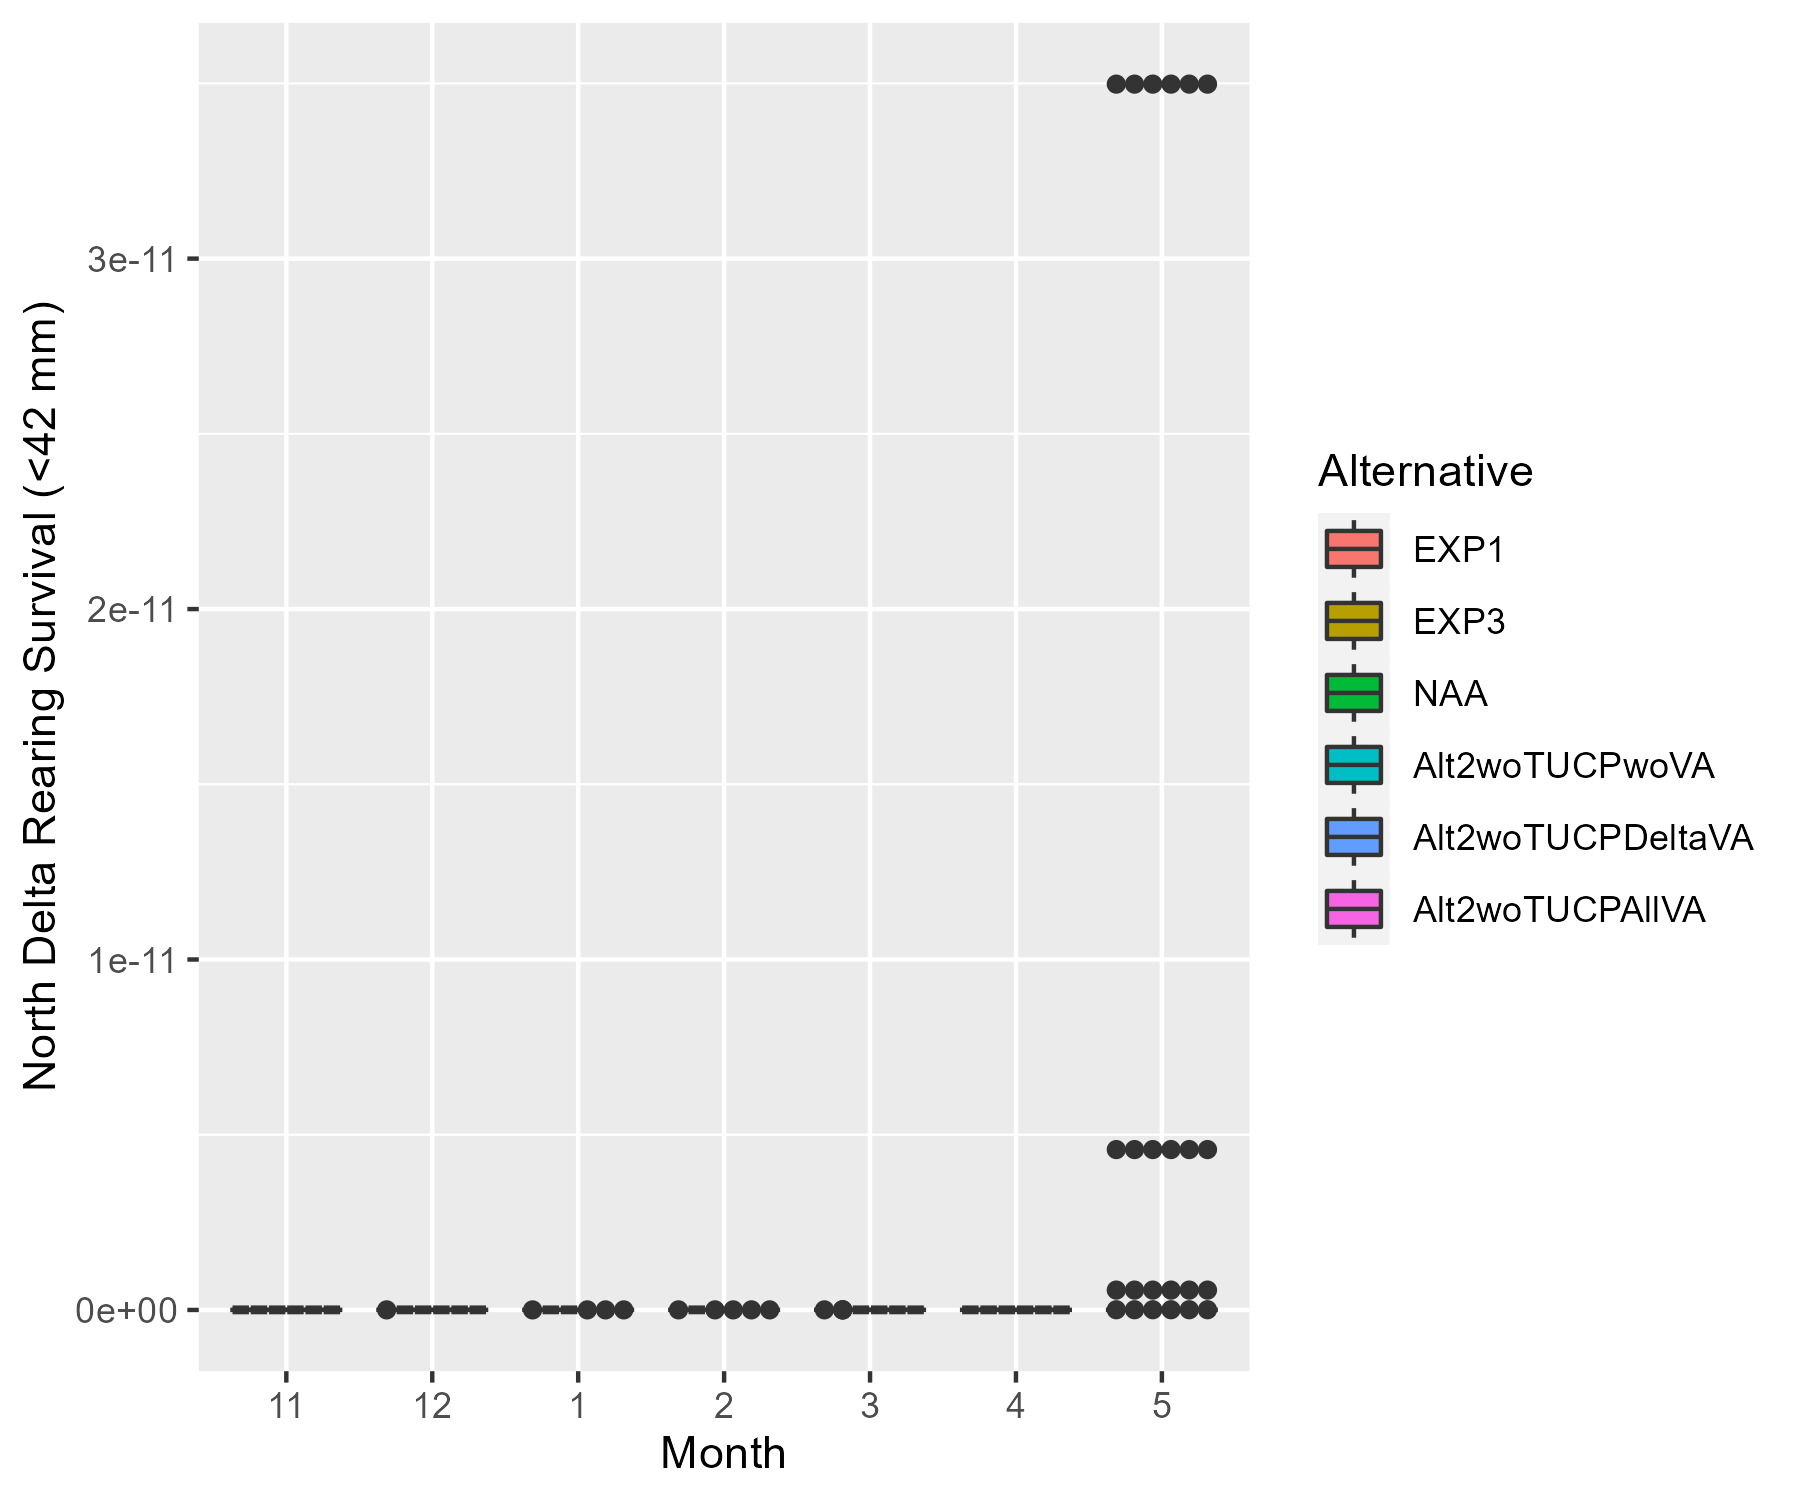 North Delta Rearing Survival (<42 mm)
3e-11
2e-11
1e-11
0e+00
11 12 1 2 3 4 5
Month
Alternative
EXP1
EXP3
NAA
Alt2woTUCPwoVA
Alt2woTUCPDeltaVA
Alt2woTUCPAllVA